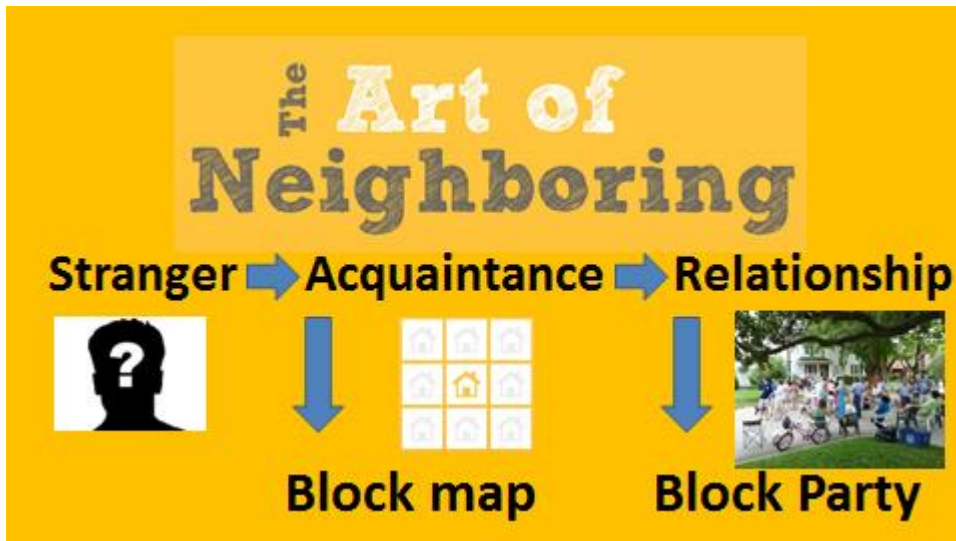 The Art of
Neighboring
Stranger Acquaintance Relationship
?
Block map Block Party